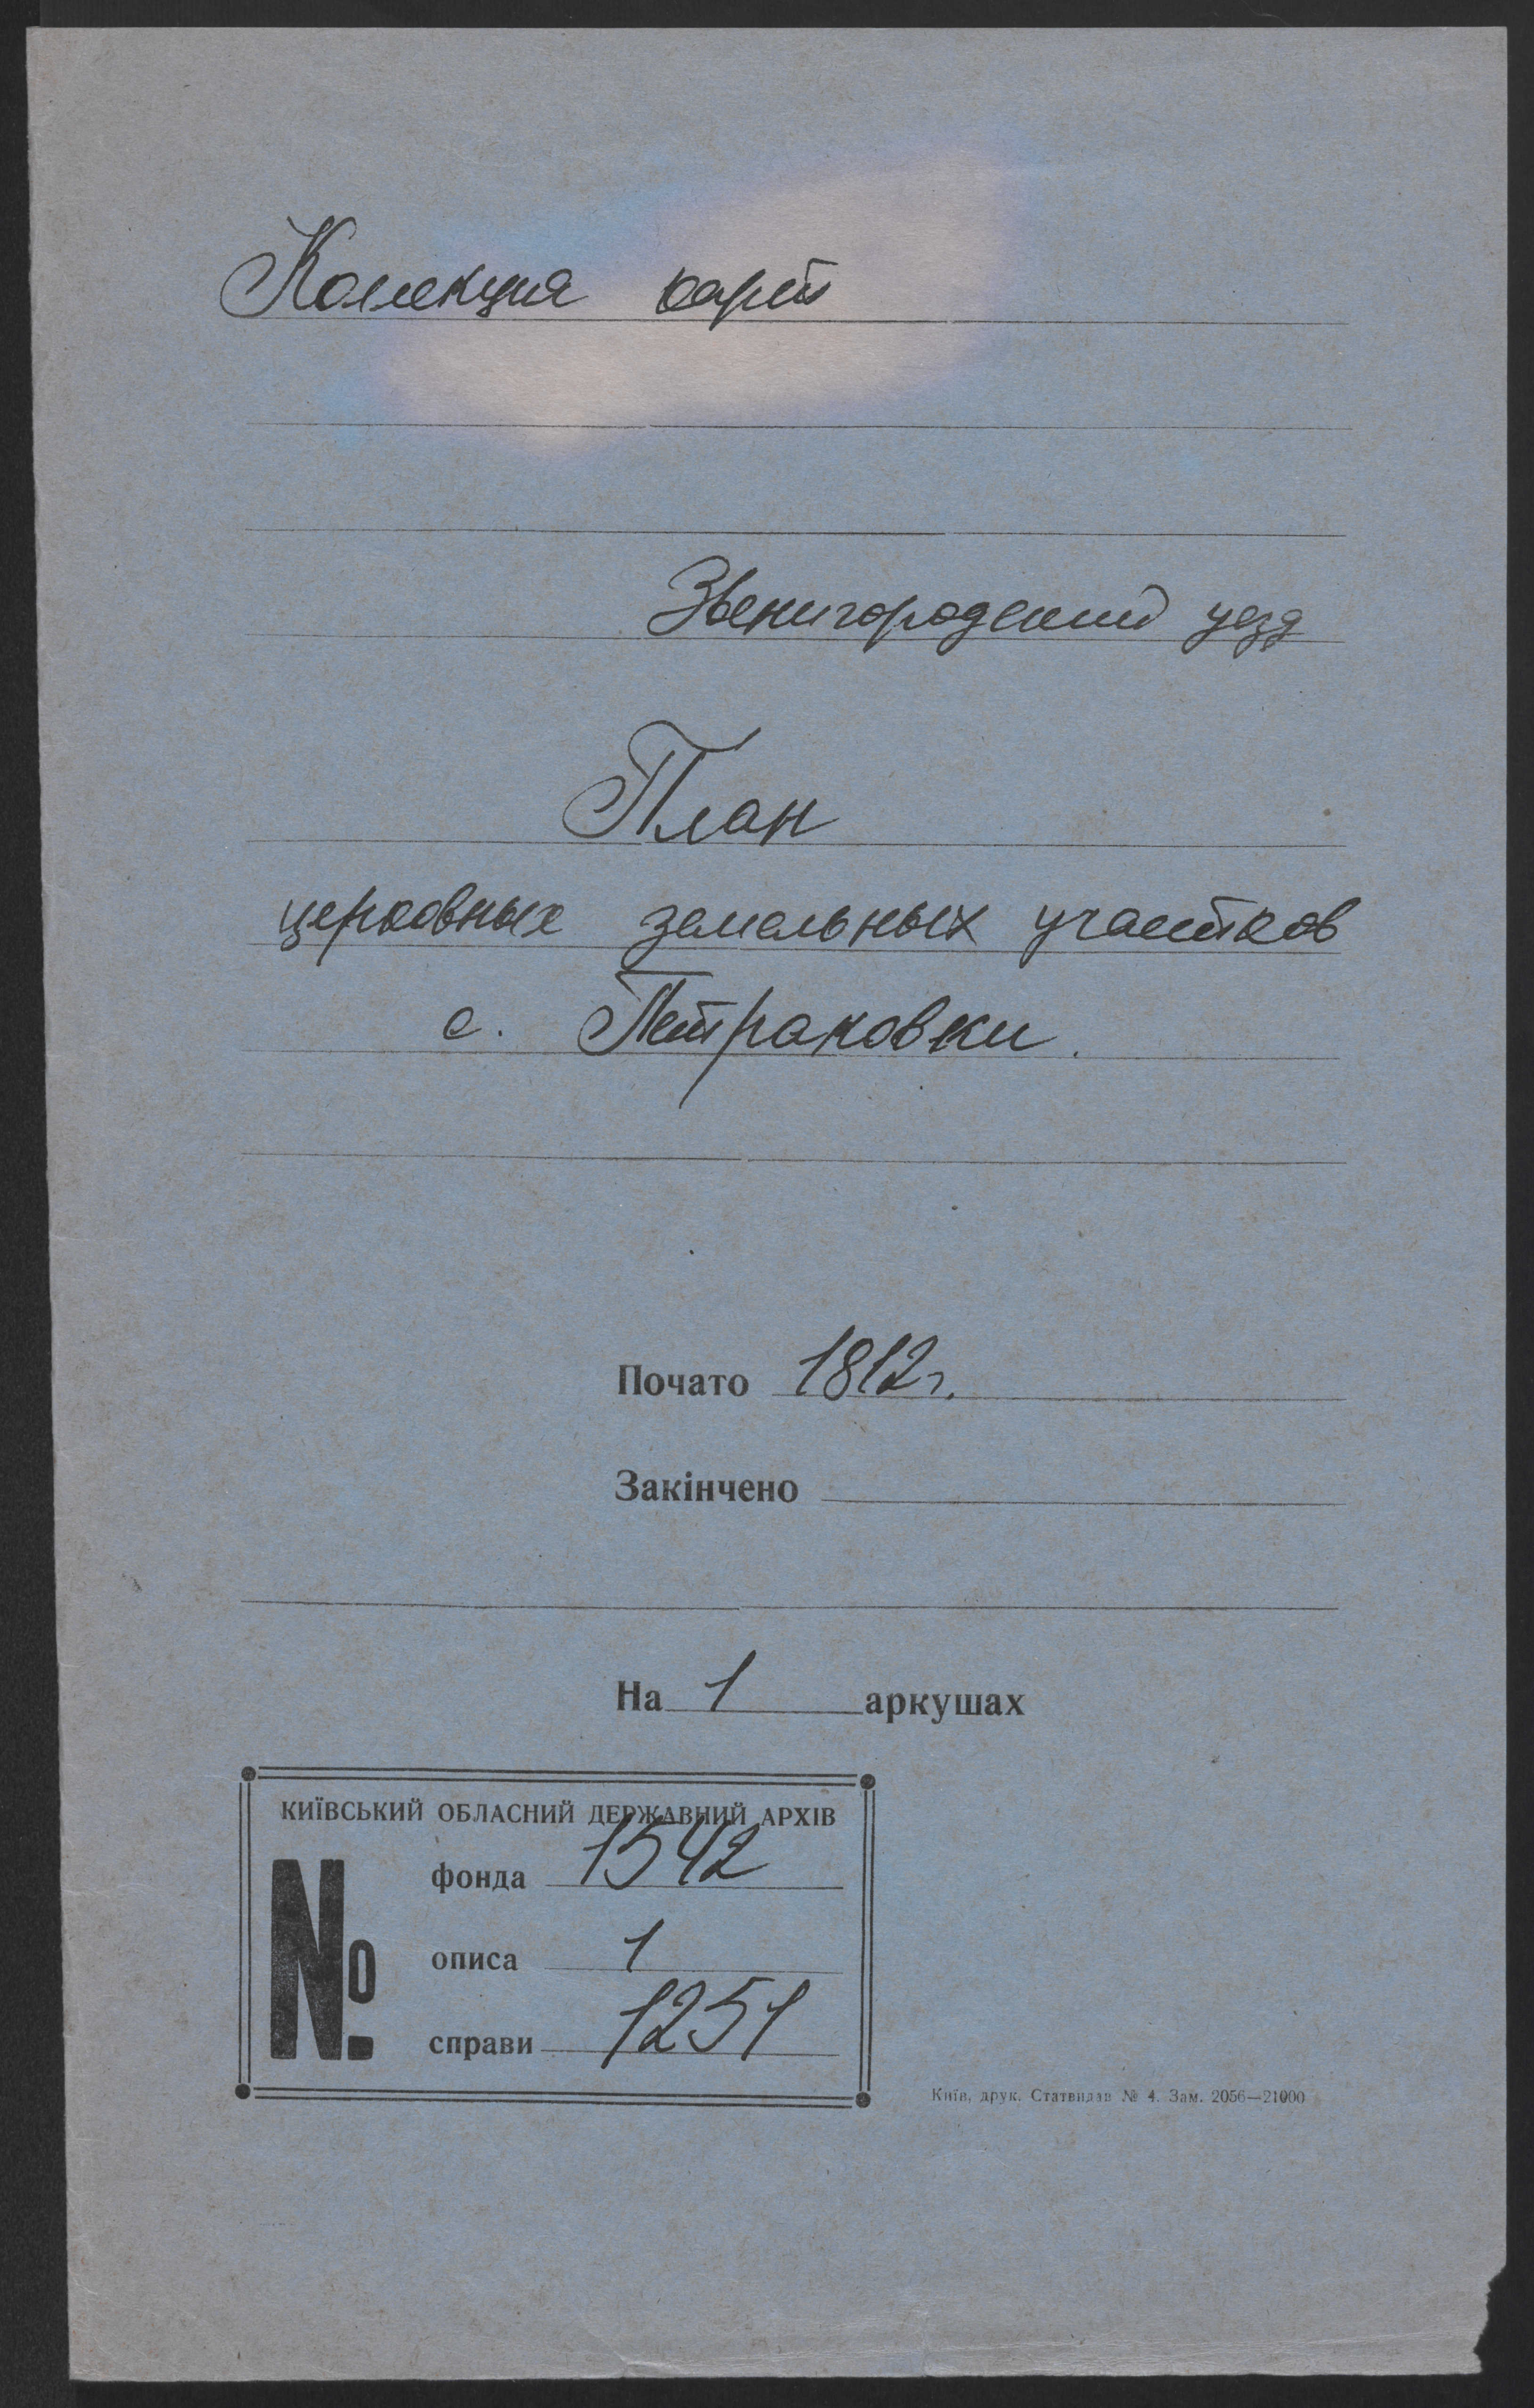 Коллекция карт
Звенигородский уезд
План
церковных земельных участков
с. Петраковки.
Почато 1812 г.
Закінчено
На 1 аркушах
КИЇВСЬКИЙ ОБЛАСНИЙ ДЕРЖАВНИЙ АРХІВ
№
фонда 1542
описа 1
справи 1251
Київ, друк. Статвидав № 4. Зам. 2056—21000